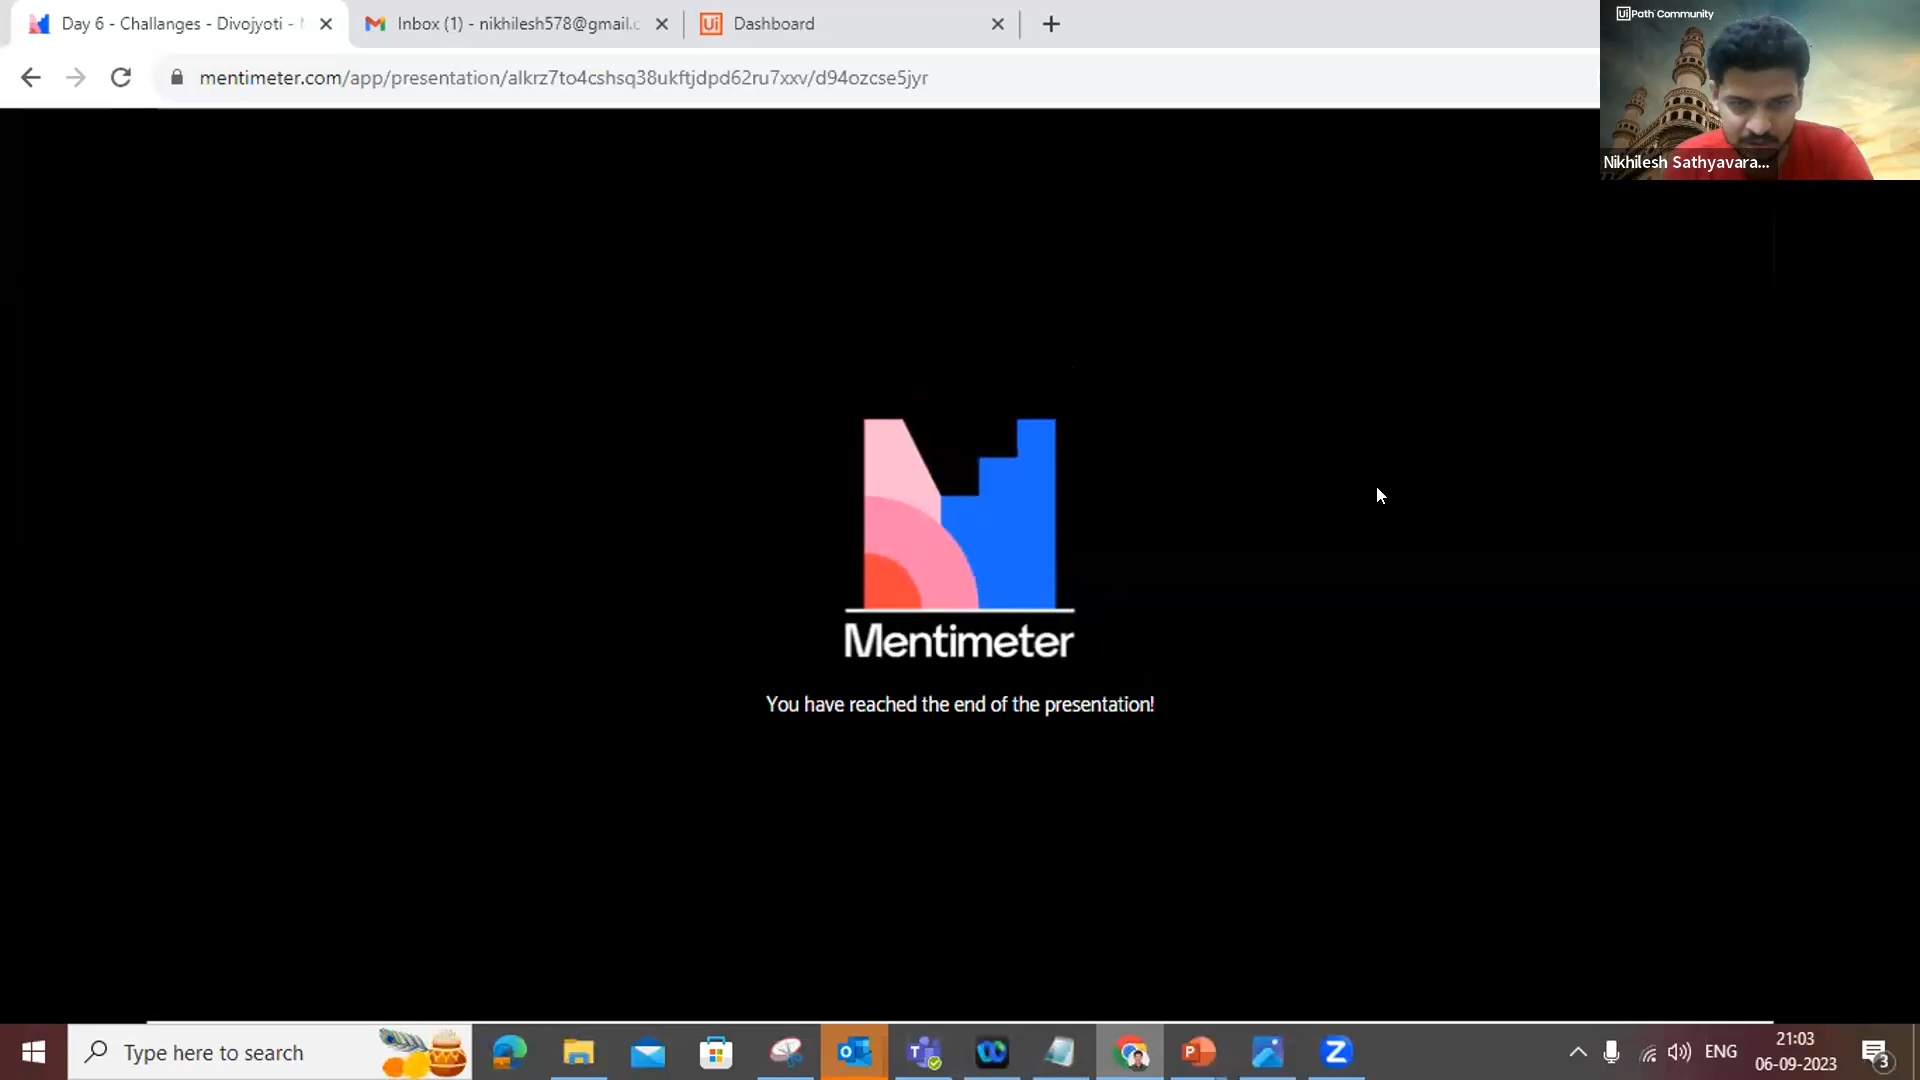 Day 6 - Challanges - Divojyoti -
Inbox (1) - nikhilesh578@gmail.c
Ui Dashboard
mentimeter.com/app/presentation/alkrz7to4cshsq38ukftjdpd62ru7xxv/d94ozcse5jyr
UiPath Community
Nikhilesh Sathyavara...
Mentimeter
You have reached the end of the presentation!
Type here to search
ENG
21:03
06-09-2023
3